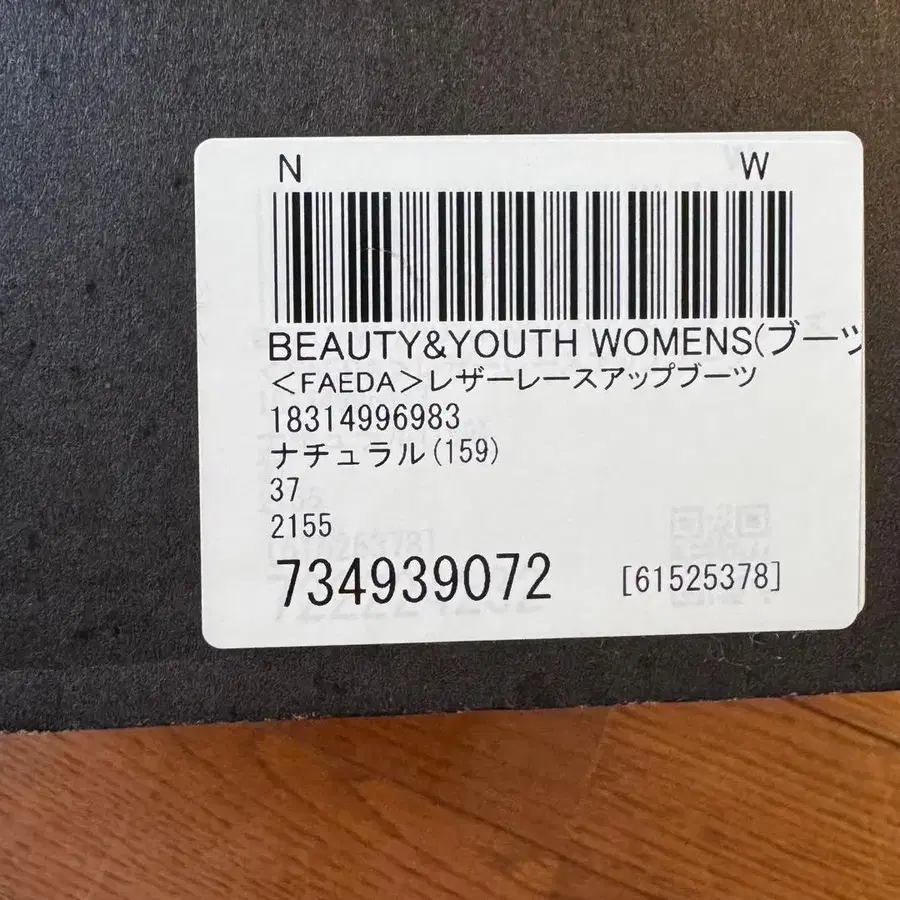 N W
BEAUTY&YOUTH WOMENS(ブーツ
＜FAEDA＞レザーレースアップブーツ
18314996983
ナチュラル(159)
37
2155
734939072 [61525378]